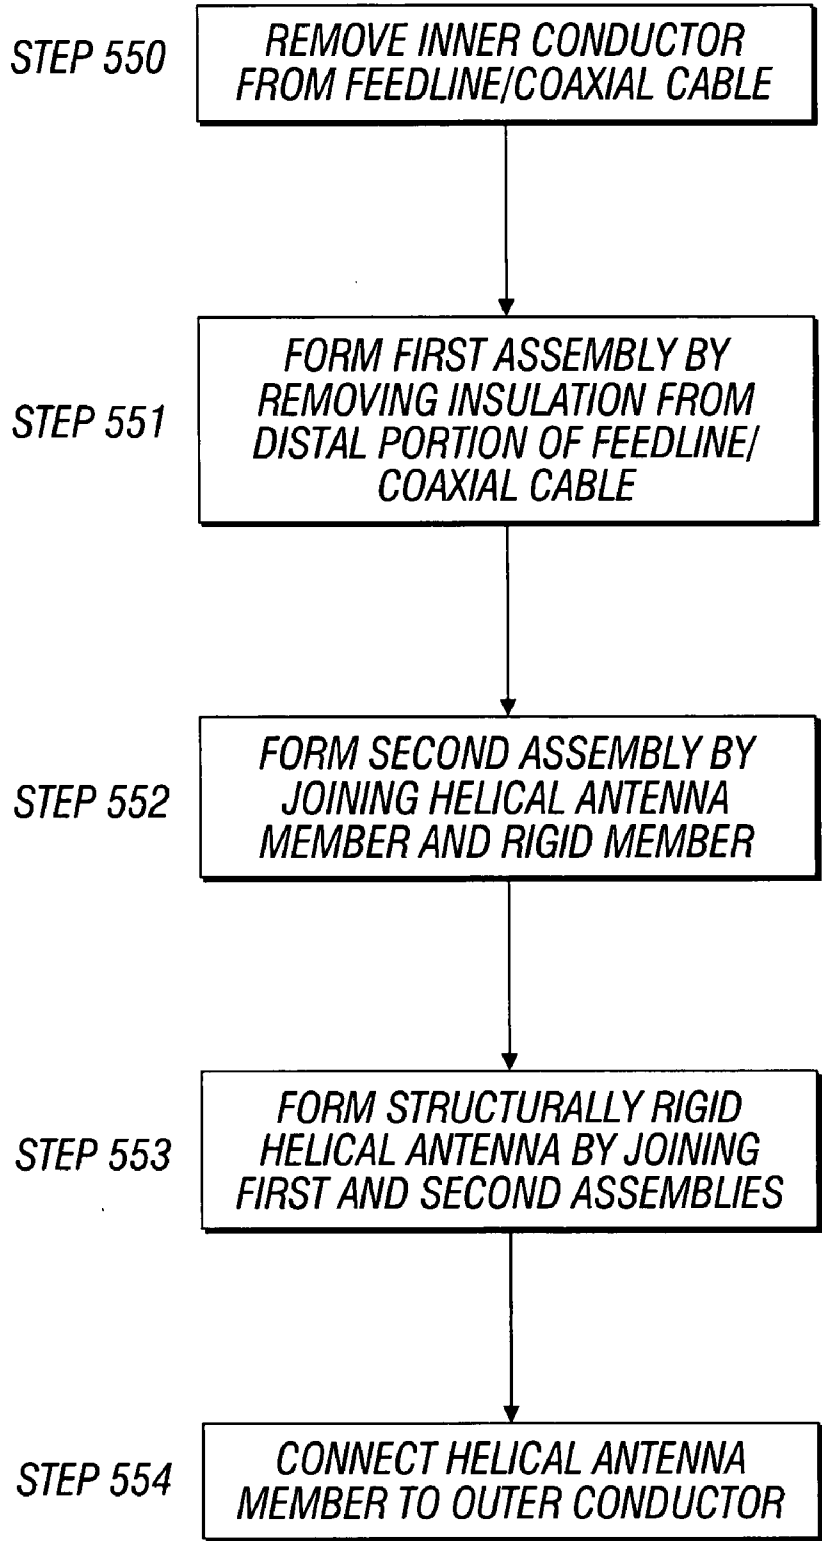 STEP 550
REMOVE INNER CONDUCTOR
FROM FEEDLINE/COAXIAL CABLE
STEP 551
FORM FIRST ASSEMBLY BY
REMOVING INSULATION FROM
DISTAL PORTION OF FEEDLINE/
COAXIAL CABLE
STEP 552
FORM SECOND ASSEMBLY BY
JOINING HELICAL ANTENNA
MEMBER AND RIGID MEMBER
STEP 553
FORM STRUCTURALLY RIGID
HELICAL ANTENNA BY JOINING
FIRST AND SECOND ASSEMBLIES
STEP 554
CONNECT HELICAL ANTENNA
MEMBER TO OUTER CONDUCTOR